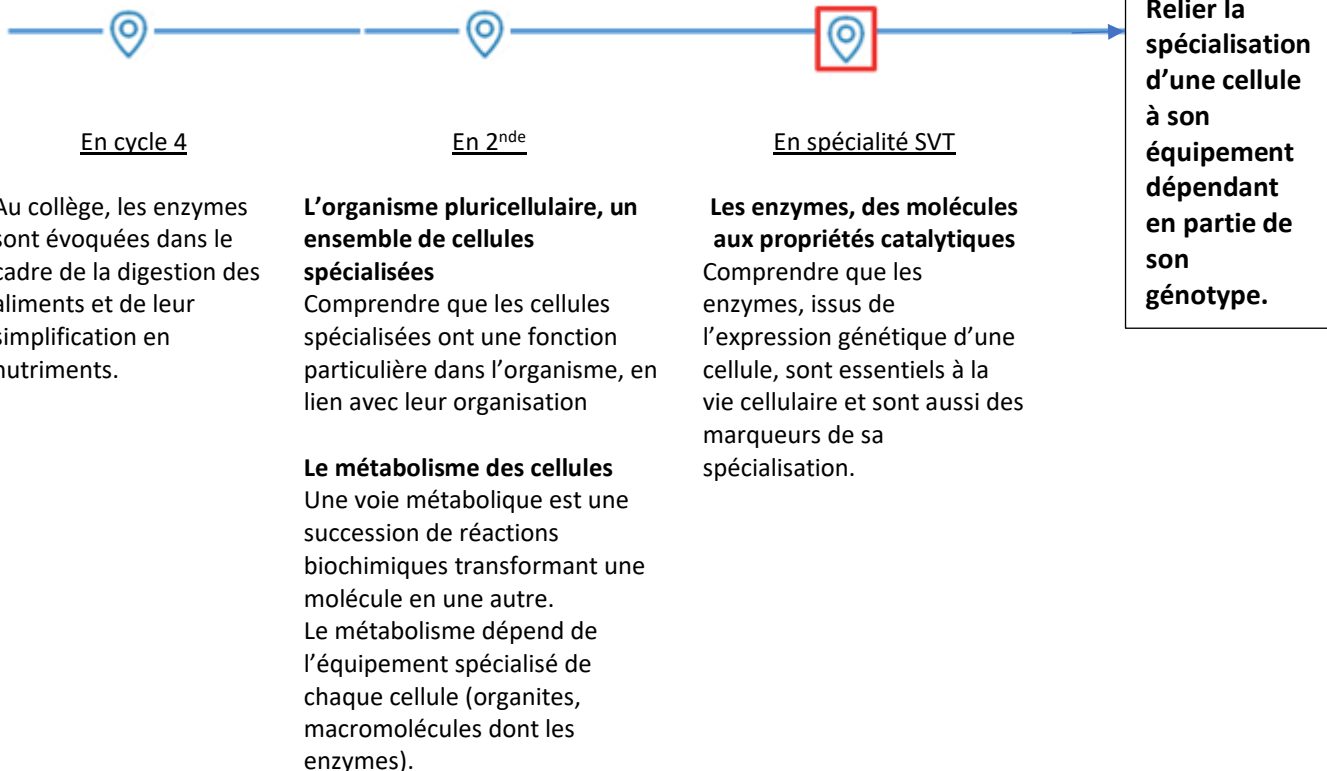 En cycle 4
Au collège, les enzymes
sont évoquées dans le
cadre de la digestion des
aliments et de leur
simplification en
nutriments.
En 2nde
L’organisme pluricellulaire, un
ensemble de cellules
spécialisées
Comprendre que les cellules
spécialisées ont une fonction
particulière dans l’organisme, en
lien avec leur organisation
Le métabolisme des cellules
Une voie métabolique est une
succession de réactions
biochimiques transformant une
molécule en une autre.
Le métabolisme dépend de
l’équipement spécialisé de
chaque cellule (organites,
macromolécules dont les
enzymes).
En spécialité SVT
Les enzymes, des molécules
aux propriétés catalytiques
Comprendre que les
enzymes, issus de
l’expression génétique d’une
cellule, sont essentiels à la
vie cellulaire et sont aussi des
marqueurs de sa
spécialisation.
Relier la
spécialisation
d’une cellule
à son
équipement
dépendant
en partie de
son
génotype.